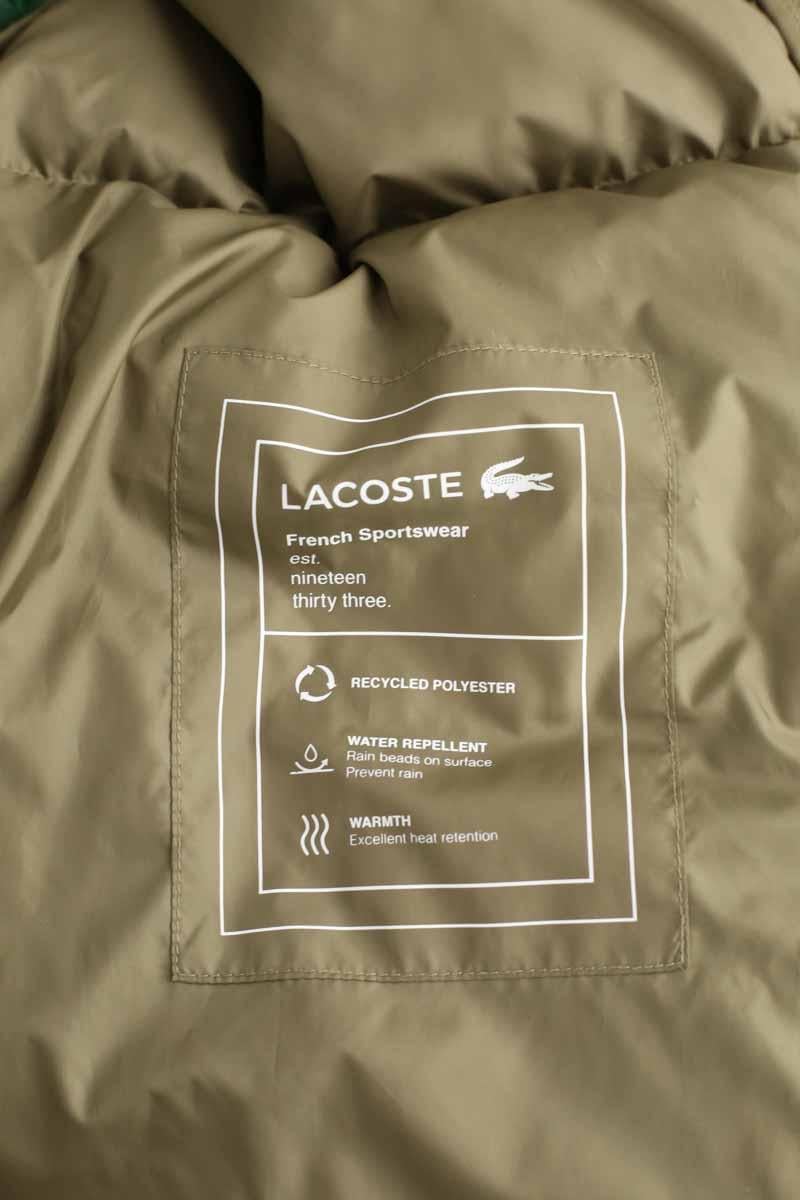 LACOSTE
French Sportswear
est.
nineteen
thirty three.
RECYCLED POLYESTER
WATER REPELLENT
Rain beads on surface
Prevent rain
WARMTH
Excellent heat retention